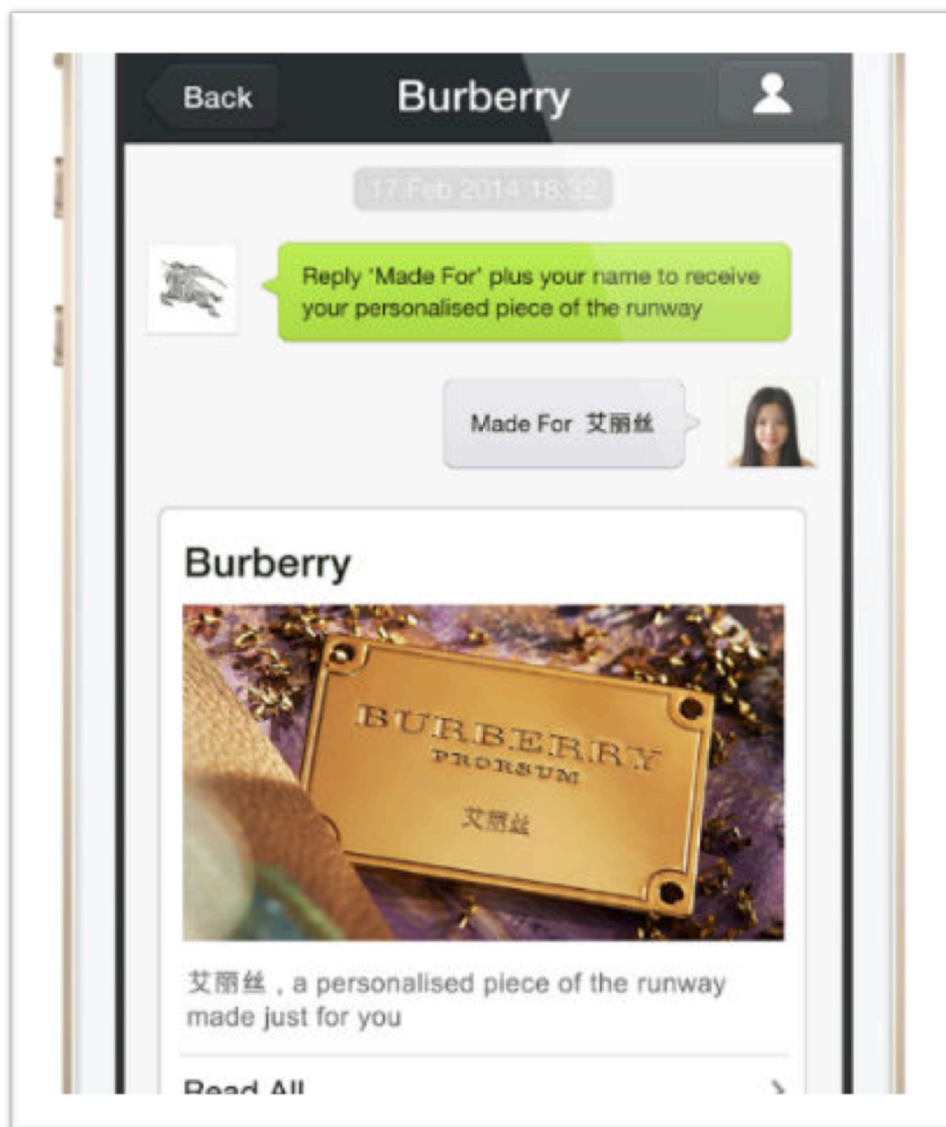 Back
Burberry
17 Feb 2014 18:32
Reply 'Made For' plus your name to receive
your personalised piece of the runway
Made For 艾丽丝
Burberry
BURBERRY
PRORSUM
艾丽丝
艾丽丝 , a personalised piece of the runway
made just for you
Read All